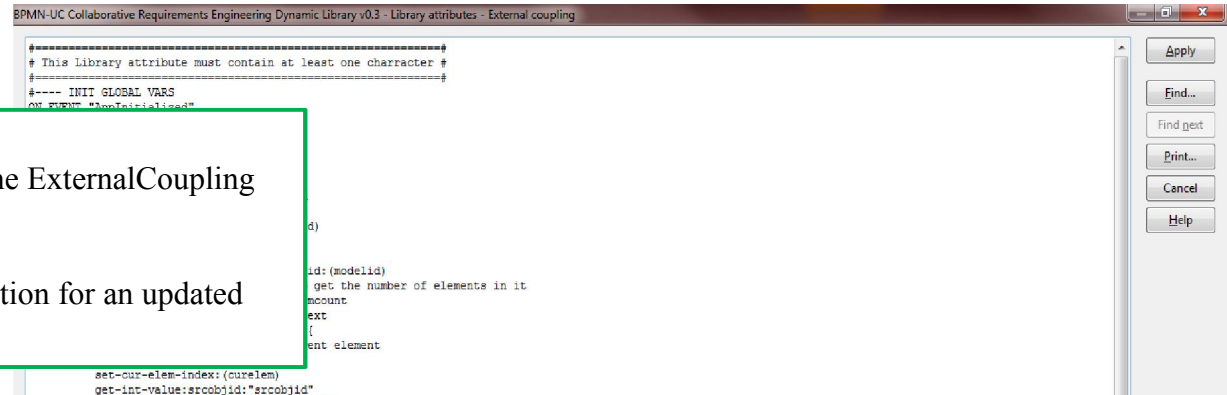 BPMN-UC Collaborative Requirements Engineering Dynamic Library v0.3 - Library attributes - External coupling
#============================================================#
# This Library attribute must contain at least one charracter #
#============================================================#
#---- INIT GLOBAL VARS
ON EVENT "AppInitialized"
ExternalCoupling
d)
id:(modelid)
get the number of elements in it
mcount
tion for an updated
ext
{
ent element
set-cur-elem-index:(curelem)
get-int-value:srcobjid:"srcobjid"
Apply
Find...
Find next
Print...
Cancel
Help